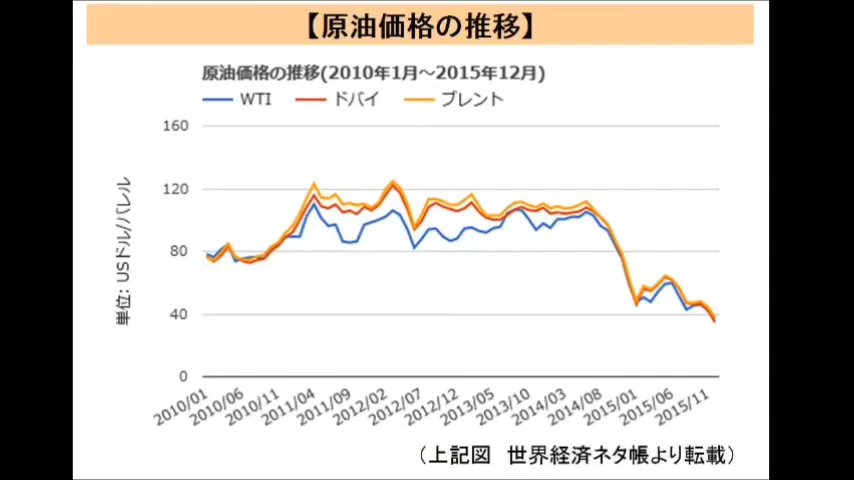 【原油価格の推移】
原油価格の推移(2010年1月～2015年12月)
WTI ドバイ ブレント
単位: USドル/バレル
160
120
80
40
0
2010/01 2010/06 2010/11 2011/04 2011/09 2012/02 2012/07 2012/12 2013/05 2013/10 2014/03 2014/08 2015/01 2015/06 2015/11
（上記図　世界経済ネタ帳より転載）